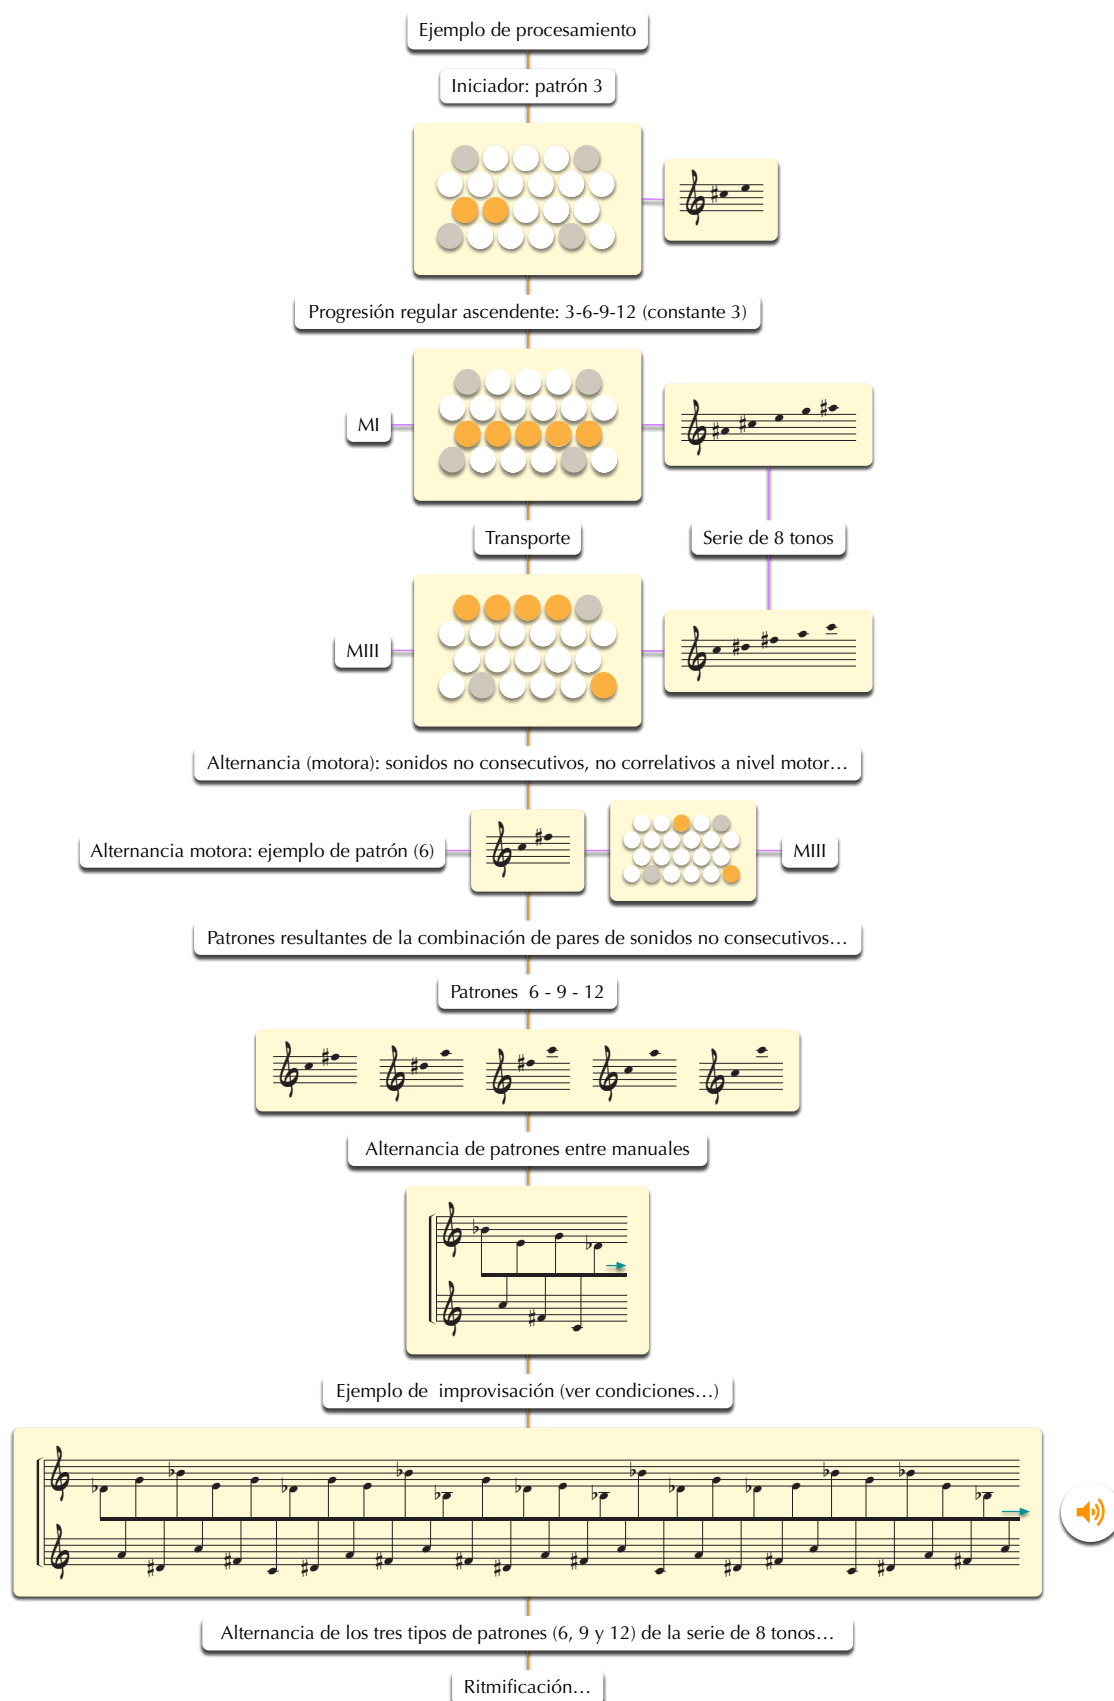 Ejemplo de procesamiento
Iniciador: patrón 3
Progresión regular ascendente: 3-6-9-12 (constante 3)
MI
Transporte
Serie de 8 tonos
MIII
Alternancia (motora): sonidos no consecutivos, no correlativos a nivel motor…
Alternancia motora: ejemplo de patrón (6)
MIII
Patrones resultantes de la combinación de pares de sonidos no consecutivos…
Patrones 6 - 9 - 12
Alternancia de patrones entre manuales
Ejemplo de improvisación (ver condiciones…)
Alternancia de los tres tipos de patrones (6, 9 y 12) de la serie de 8 tonos…
Ritmificación…